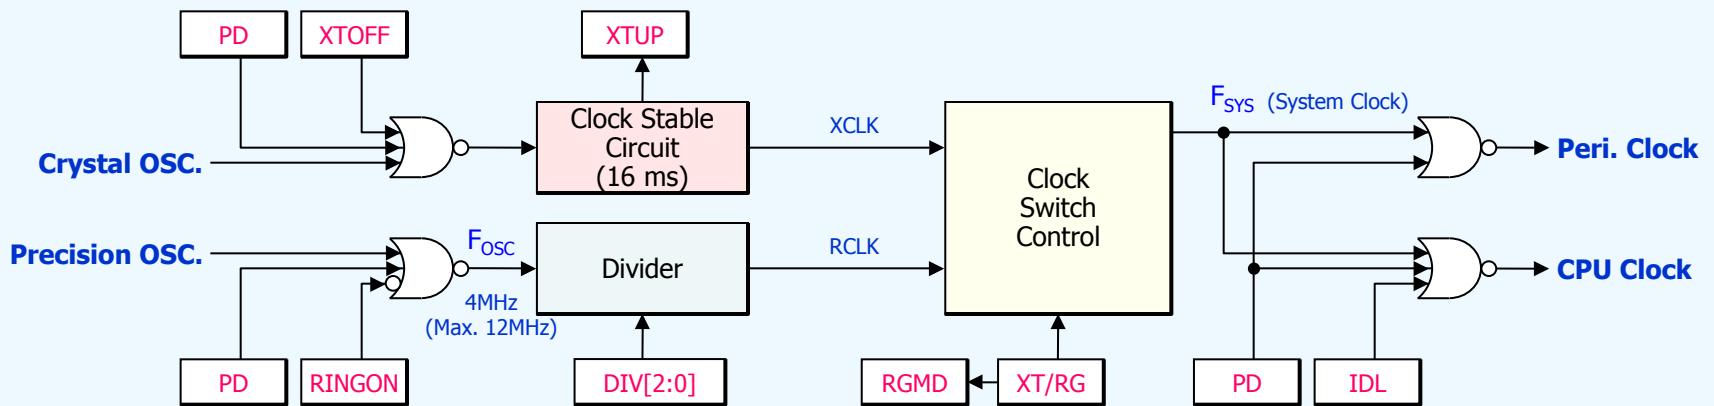 PD
XTOFF
XTUP
Crystal OSC.
Clock Stable
Circuit
(16 ms)
XCLK
Clock
Switch
Control
FSYS (System Clock)
Peri. Clock
Precision OSC.
FOSC
4MHz
(Max. 12MHz)
Divider
RCLK
CPU Clock
PD
RINGON
DIV[2:0]
RGMD
XT/RG
PD
IDL